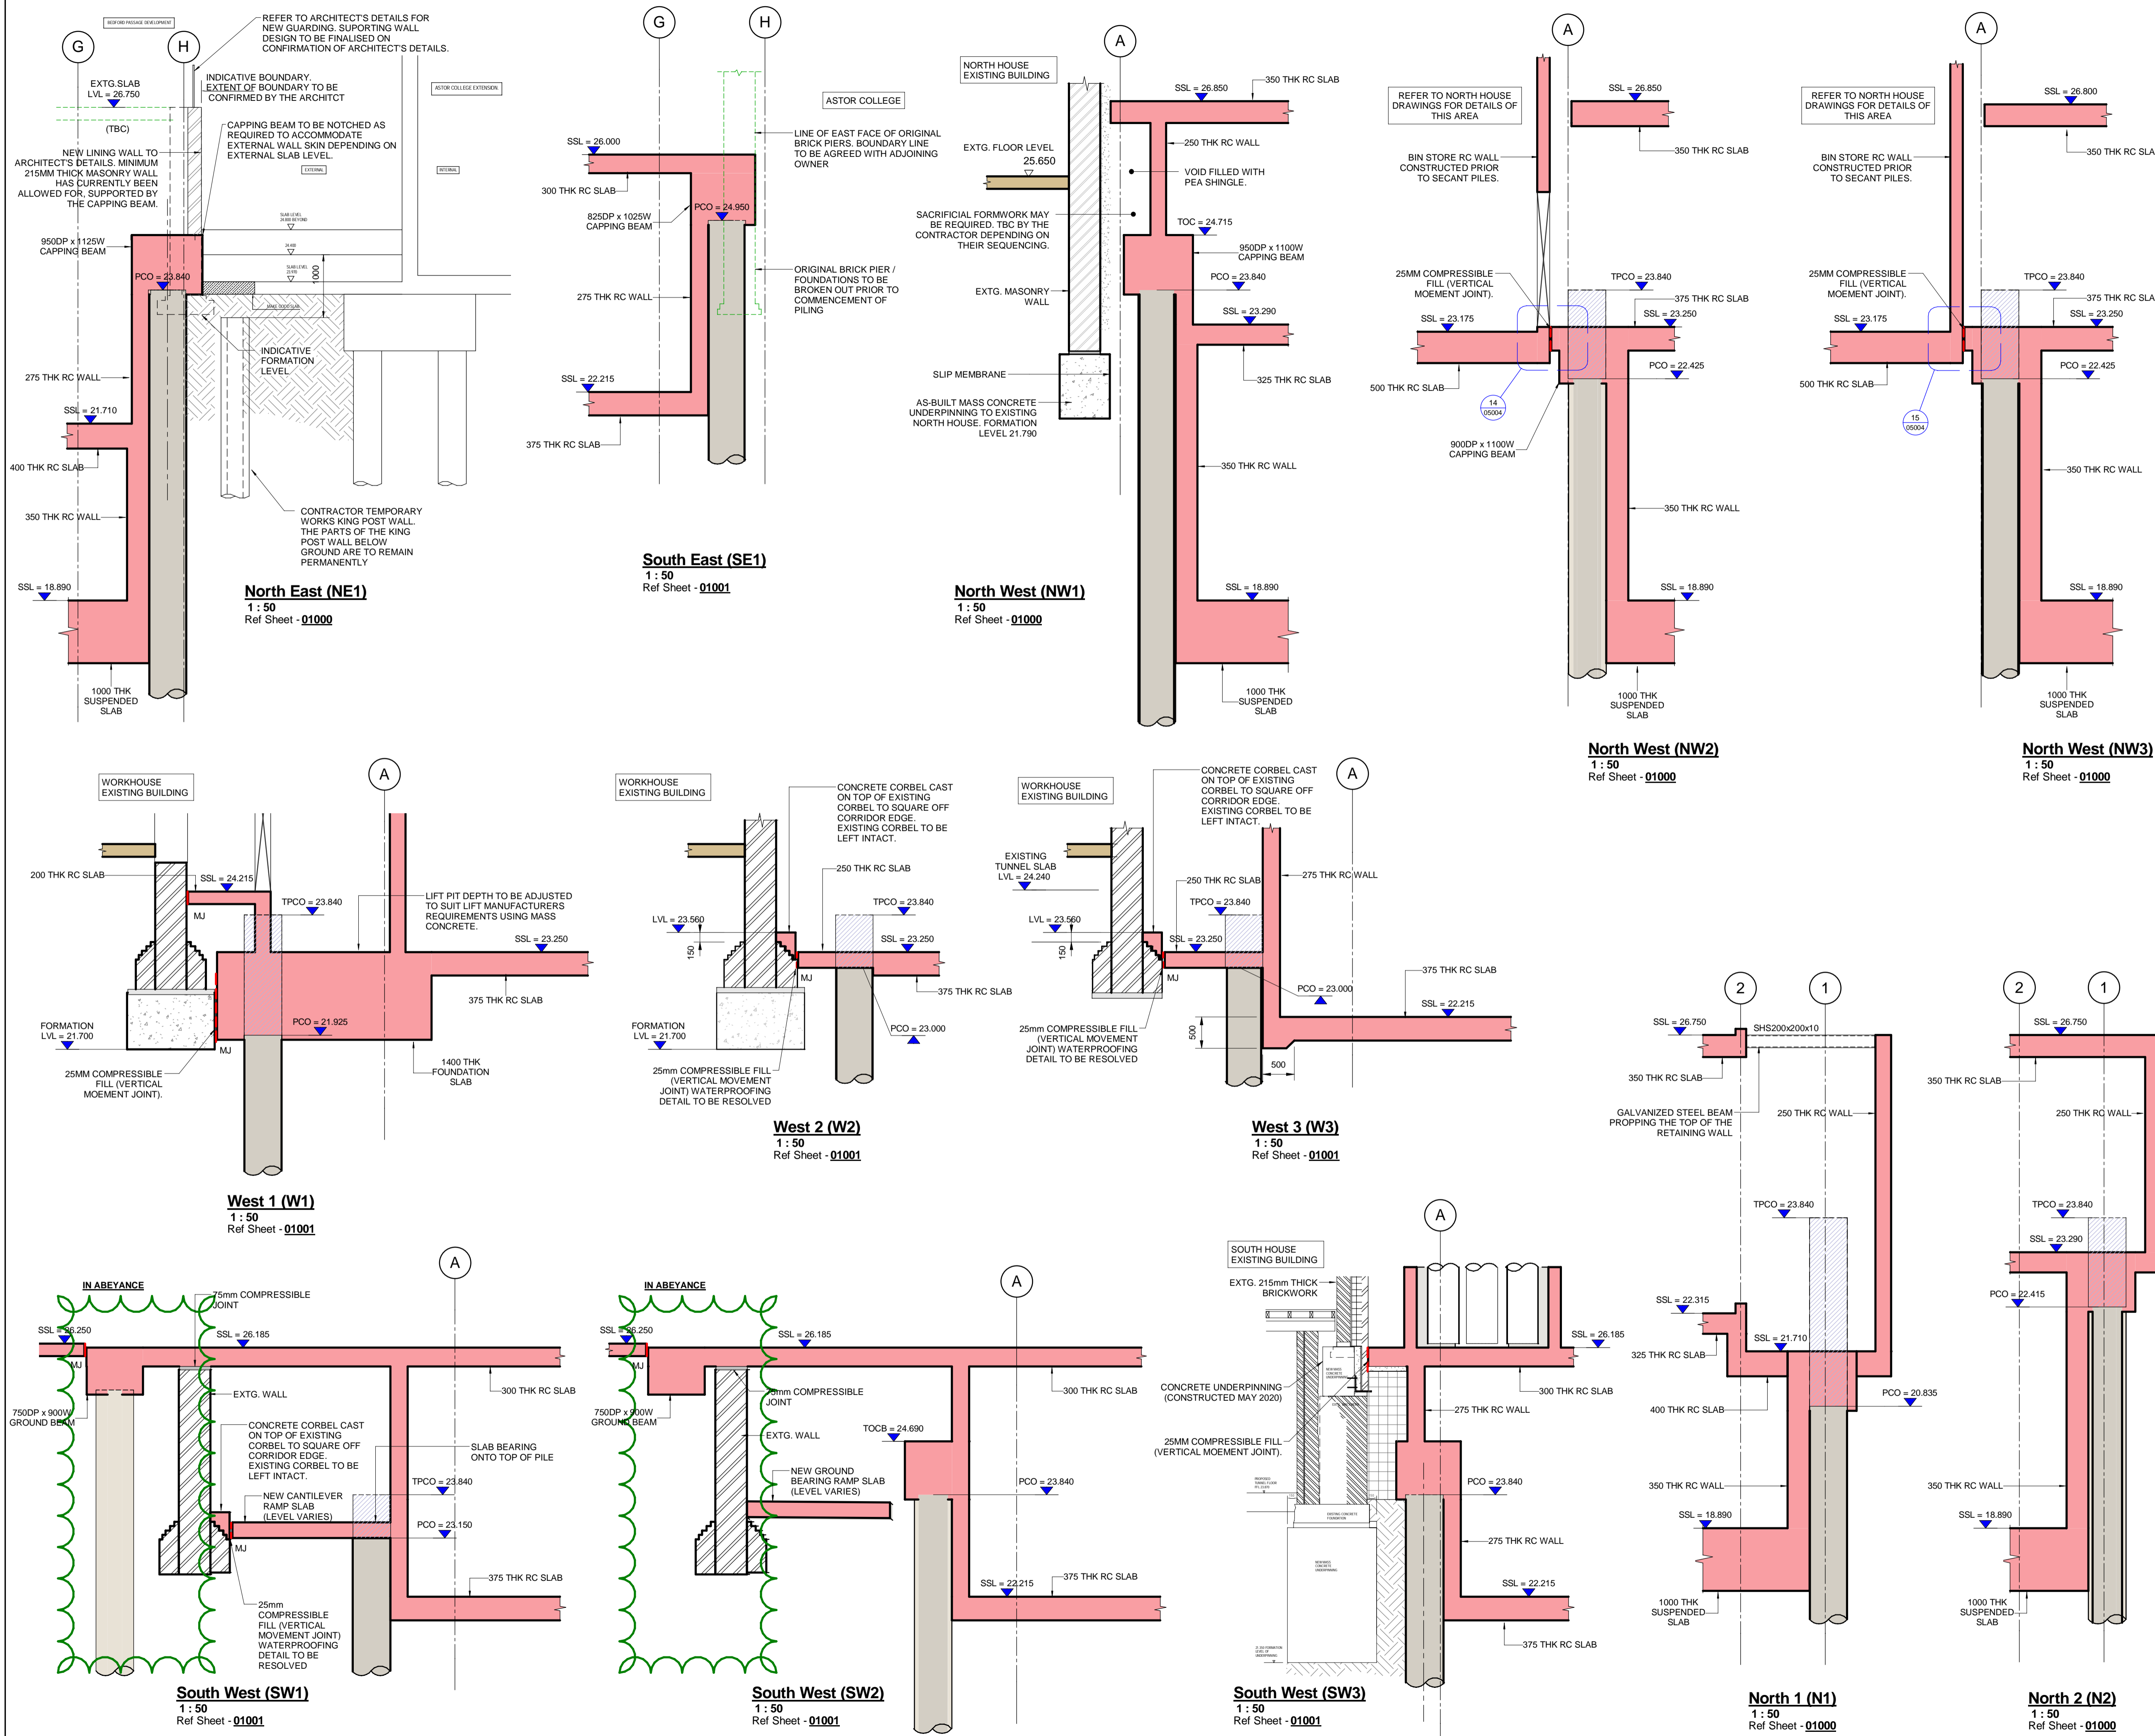 BEDFORD PASSAGE DEVELOPMENT
G
H
REFER TO ARCHITECT'S DETAILS FOR
NEW GUARDING. SUPORTING WALL
DESIGN TO BE FINALISED ON
CONFIRMATION OF ARCHITECT'S DETAILS.
EXTG.SLAB
LVL = 26.750
(TBC)
INDICATIVE BOUNDARY.
EXTENT OF BOUNDARY TO BE
CONFIRMED BY THE ARCHITCT
ASTOR COLLEGE EXTENSION.
CAPPING BEAM TO BE NOTCHED AS
REQUIRED TO ACCOMMODATE
EXTERNAL WALL SKIN DEPENDING ON
EXTERNAL SLAB LEVEL.
EXTERNAL
INTERNAL
NEW LINING WALL TO
ARCHITECT'S DETAILS. MINIMUM
215MM THICK MASONRY WALL
HAS CURRENTLY BEEN
ALLOWED FOR, SUPPORTED BY
THE CAPPING BEAM.
950DP x 1125W
CAPPING BEAM
PCO = 23.840
SLAB LEVEL
SLAB LEVEL
1000
MAKE GOOD SLAB
INDICATIVE
FORMATION
LEVEL
275 THK RC WALL
SSL = 21.710
400 THK RC SLAB
350 THK RC WALL
CONTRACTOR TEMPORARY
WORKS KING POST WALL.
THE PARTS OF THE KING
POST WALL BELOW
GROUND ARE TO REMAIN
PERMANENTLY
SSL = 18.890
1000 THK
SUSPENDED
SLAB
North East (NE1)
1 : 50
Ref Sheet - 01000
G
H
ASTOR COLLEGE
LINE OF EAST FACE OF ORIGINAL
BRICK PIERS. BOUNDARY LINE
TO BE AGREED WITH ADJOINING
OWNER
SSL = 26.000
300 THK RC SLAB
PCO = 24.950
825DP x 1025W
CAPPING BEAM
ORIGINAL BRICK PIER /
FOUNDATIONS TO BE
BROKEN OUT PRIOR TO
COMMENCEMENT OF
PILING
275 THK RC WALL
SSL = 22.215
375 THK RC SLAB
South East (SE1)
1 : 50
Ref Sheet - 01001
A
NORTH HOUSE
EXISTING BUILDING
SSL = 26.850
350 THK RC SLAB
250 THK RC WALL
EXTG. FLOOR LEVEL
25.650
VOID FILLED WITH
PEA SHINGLE.
SACRIFICIAL FORMWORK MAY
BE REQUIRED. TBC BY THE
CONTRACTOR DEPENDING ON
THEIR SEQUENCING.
TOC = 24.715
950DP x 1100W
CAPPING BEAM
PCO = 23.840
EXTG. MASONRY
WALL
SSL = 23.290
325 THK RC SLAB
SLIP MEMBRANE
AS-BUILT MASS CONCRETE
UNDERPINNING TO EXISTING
NORTH HOUSE. FORMATION
LEVEL 21.790
350 THK RC WALL
SSL = 18.890
1000 THK
SUSPENDED
SLAB
North West (NW1)
1 : 50
Ref Sheet - 01000
A
REFER TO NORTH HOUSE
DRAWINGS FOR DETAILS OF
THIS AREA
SSL = 26.850
350 THK RC SLAB
BIN STORE RC WALL
CONSTRUCTED PRIOR
TO SECANT PILES.
25MM COMPRESSIBLE
FILL (VERTICAL
MOEMENT JOINT).
TPCO = 23.840
375 THK RC SLAB
SSL = 23.175
SSL = 23.250
PCO = 22.425
500 THK RC SLAB
14
05004
900DP x 1100W
CAPPING BEAM
350 THK RC WALL
SSL = 18.890
1000 THK
SUSPENDED
SLAB
North West (NW2)
1 : 50
Ref Sheet - 01000
A
REFER TO NORTH HOUSE
DRAWINGS FOR DETAILS OF
THIS AREA
SSL = 26.800
350 THK RC SLA
BIN STORE RC WALL
CONSTRUCTED PRIOR
TO SECANT PILES.
25MM COMPRESSIBLE
FILL (VERTICAL
MOEMENT JOINT).
TPCO = 23.840
375 THK RC SLA
SSL = 23.175
SSL = 23.250
PCO = 22.425
500 THK RC SLAB
15
05004
350 THK RC WALL
SSL = 18.890
1000 THK
SUSPENDED
SLAB
North West (NW3)
1 : 50
Ref Sheet - 01000
WORKHOUSE
EXISTING BUILDING
A
200 THK RC SLAB
SSL = 24.215
MJ
TPCO = 23.840
LIFT PIT DEPTH TO BE ADJUSTED
TO SUIT LIFT MANUFACTURERS
REQUIREMENTS USING MASS
CONCRETE.
SSL = 23.250
375 THK RC SLAB
FORMATION
LVL = 21.700
PCO = 21.925
MJ
25MM COMPRESSIBLE
FILL (VERTICAL
MOEMENT JOINT).
1400 THK
FOUNDATION
SLAB
West 1 (W1)
1 : 50
Ref Sheet - 01001
WORKHOUSE
EXISTING BUILDING
CONCRETE CORBEL CAST
ON TOP OF EXISTING
CORBEL TO SQUARE OFF
CORRIDOR EDGE.
EXISTING CORBEL TO BE
LEFT INTACT.
250 THK RC SLAB
LVL = 23.560
150
TPCO = 23.840
SSL = 23.250
MJ
375 THK RC SLAB
FORMATION
LVL = 21.700
PCO = 23.000
25mm COMPRESSIBLE FILL
(VERTICAL MOVEMENT
JOINT) WATERPROOFING
DETAIL TO BE RESOLVED
West 2 (W2)
1 : 50
Ref Sheet - 01001
WORKHOUSE
EXISTING BUILDING
CONCRETE CORBEL CAST
ON TOP OF EXISTING
CORBEL TO SQUARE OFF
CORRIDOR EDGE.
EXISTING CORBEL TO BE
LEFT INTACT.
A
EXISTING
TUNNEL SLAB
LVL = 24.240
250 THK RC SLAB
275 THK RC WALL
TPCO = 23.840
LVL = 23.560
150
SSL = 23.250
MJ
375 THK RC SLAB
PCO = 23.000
SSL = 22.215
25mm COMPRESSIBLE FILL
(VERTICAL MOVEMENT
JOINT) WATERPROOFING
DETAIL TO BE RESOLVED
500
500
West 3 (W3)
1 : 50
Ref Sheet - 01001
IN ABEYANCE
A
75mm COMPRESSIBLE
JOINT
SSL = 26.250
SSL = 26.185
MJ
300 THK RC SLAB
EXTG. WALL
750DP x 900W
GROUND BEAM
CONCRETE CORBEL CAST
ON TOP OF EXISTING
CORBEL TO SQUARE OFF
CORRIDOR EDGE.
EXISTING CORBEL TO BE
LEFT INTACT.
SLAB BEARING
ONTO TOP OF PILE
TPCO = 23.840
NEW CANTILEVER
RAMP SLAB
(LEVEL VARIES)
PCO = 23.150
MJ
375 THK RC SLAB
25mm
COMPRESSIBLE
FILL (VERTICAL
MOVEMENT JOINT)
WATERPROOFING
DETAIL TO BE
RESOLVED
South West (SW1)
1 : 50
Ref Sheet - 01001
IN ABEYANCE
A
SSL = 26.250
SSL = 26.185
MJ
75mm COMPRESSIBLE
JOINT
300 THK RC SLAB
750DP x 900W
GROUND BEAM
EXTG. WALL
TOCB = 24.690
NEW GROUND
BEARING RAMP SLAB
(LEVEL VARIES)
PCO = 23.840
SSL = 22.215
375 THK RC SLAB
South West (SW2)
1 : 50
Ref Sheet - 01001
A
SOUTH HOUSE
EXISTING BUILDING
EXTG. 215mm THICK
BRICKWORK
SSL = 26.185
CONCRETE UNDERPINNING
(CONSTRUCTED MAY 2020)
NEW MASS
CONCRETE
UNDERPINNING
300 THK RC SLAB
275 THK RC WALL
25MM COMPRESSIBLE FILL
(VERTICAL MOEMENT JOINT).
PCO = 23.840
EXISTING CONCRETE
FOUNDATION
275 THK RC WALL
NEW MASS
CONCRETE
UNDERPINNING
SSL = 22.215
375 THK RC SLAB
South West (SW3)
1 : 50
Ref Sheet - 01001
2
1
SSL = 26.750
SHS200x200x10
350 THK RC SLAB
GALVANIZED STEEL BEAM
PROPPING THE TOP OF THE
RETAINING WALL
250 THK RC WALL
TPCO = 23.840
SSL = 22.315
SSL = 21.710
325 THK RC SLAB
PCO = 20.835
400 THK RC SLAB
350 THK RC WALL
SSL = 18.890
1000 THK
SUSPENDED
SLAB
North 1 (N1)
1 : 50
Ref Sheet - 01000
2
1
SSL = 26.750
350 THK RC SLAB
250 THK RC WALL
TPCO = 23.840
SSL = 23.290
PCO = 22.415
350 THK RC WALL
SSL = 18.890
1000 THK
SUSPENDED
SLAB
North 2 (N2)
1 : 50
Ref Sheet - 01000